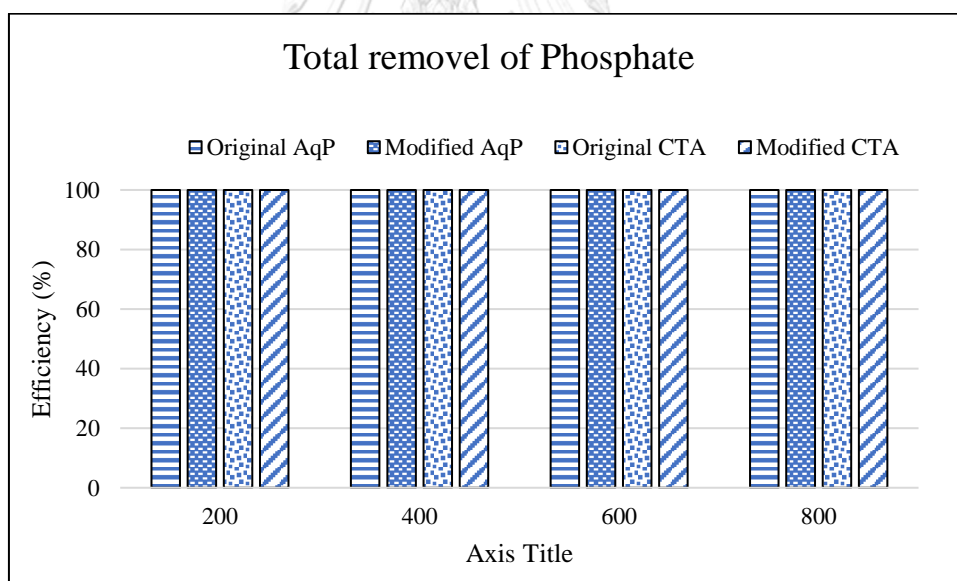 Total removel of Phosphate
Original AqP Modified AqP Original CTA Modified CTA
100
80
60
40
20
0
Efficiency (%)
200 400 600 800
Axis Title